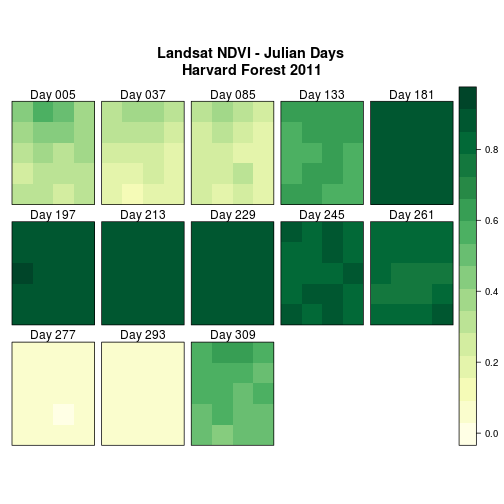 Landsat NDVI - Julian Days
Harvard Forest 2011
Day 005 Day 037 Day 085 Day 133 Day 181
Day 197 Day 213 Day 229 Day 245 Day 261
Day 277 Day 293 Day 309
0.8
0.6
0.4
0.2
0.0